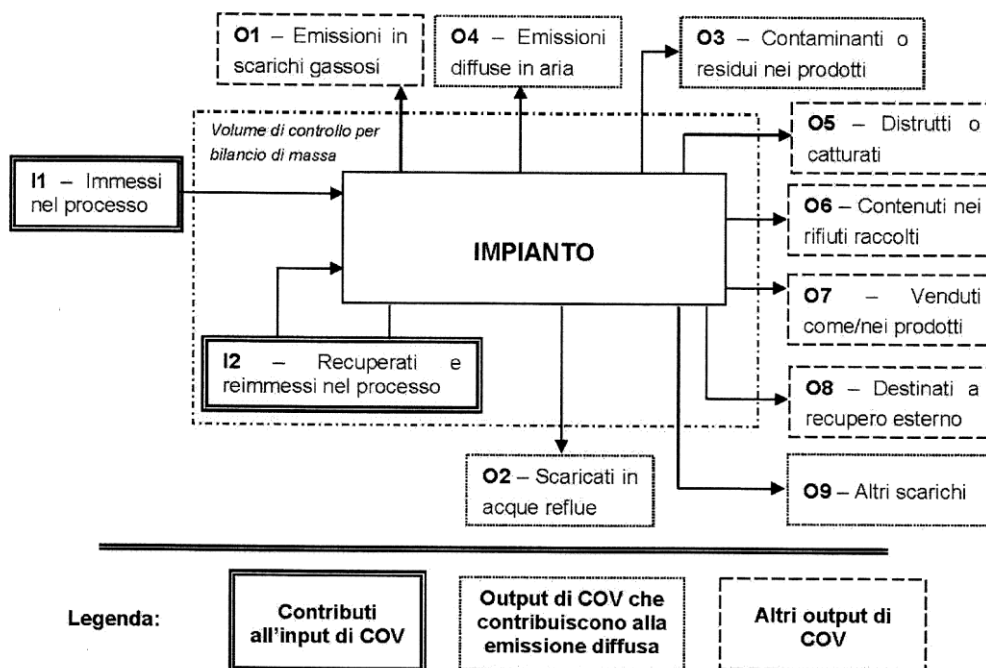 O1 – Emissioni in
scarichi gassosi
O4 – Emissioni
diffuse in aria
O3 – Contaminanti o
residui nei prodotti
Volume di controllo per
bilancio di massa
O5 – Distrutti o
catturati
I1 – Immessi
nel processo
O6 – Contenuti nei
rifiuti raccolti
IMPIANTO
O7 – Venduti
come/nei prodotti
I2 – Recuperati e
reimmessi nel processo
O8 – Destinati a
recupero esterno
O2 – Scaricati in
acque reflue
O9 – Altri scarichi
Legenda:
Contributi
all'input di COV
Output di COV che
contribuiscono alla
emissione diffusa
Altri output di
COV